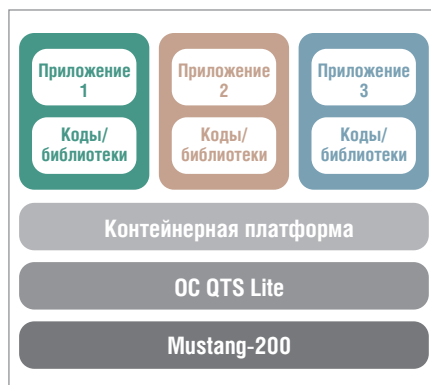 Приложение
1
Приложение
2
Приложение
3
Коды/
библиотеки
Коды/
библиотеки
Коды/
библиотеки
Контейнерная платформа
ОС QTS Lite
Mustang-200